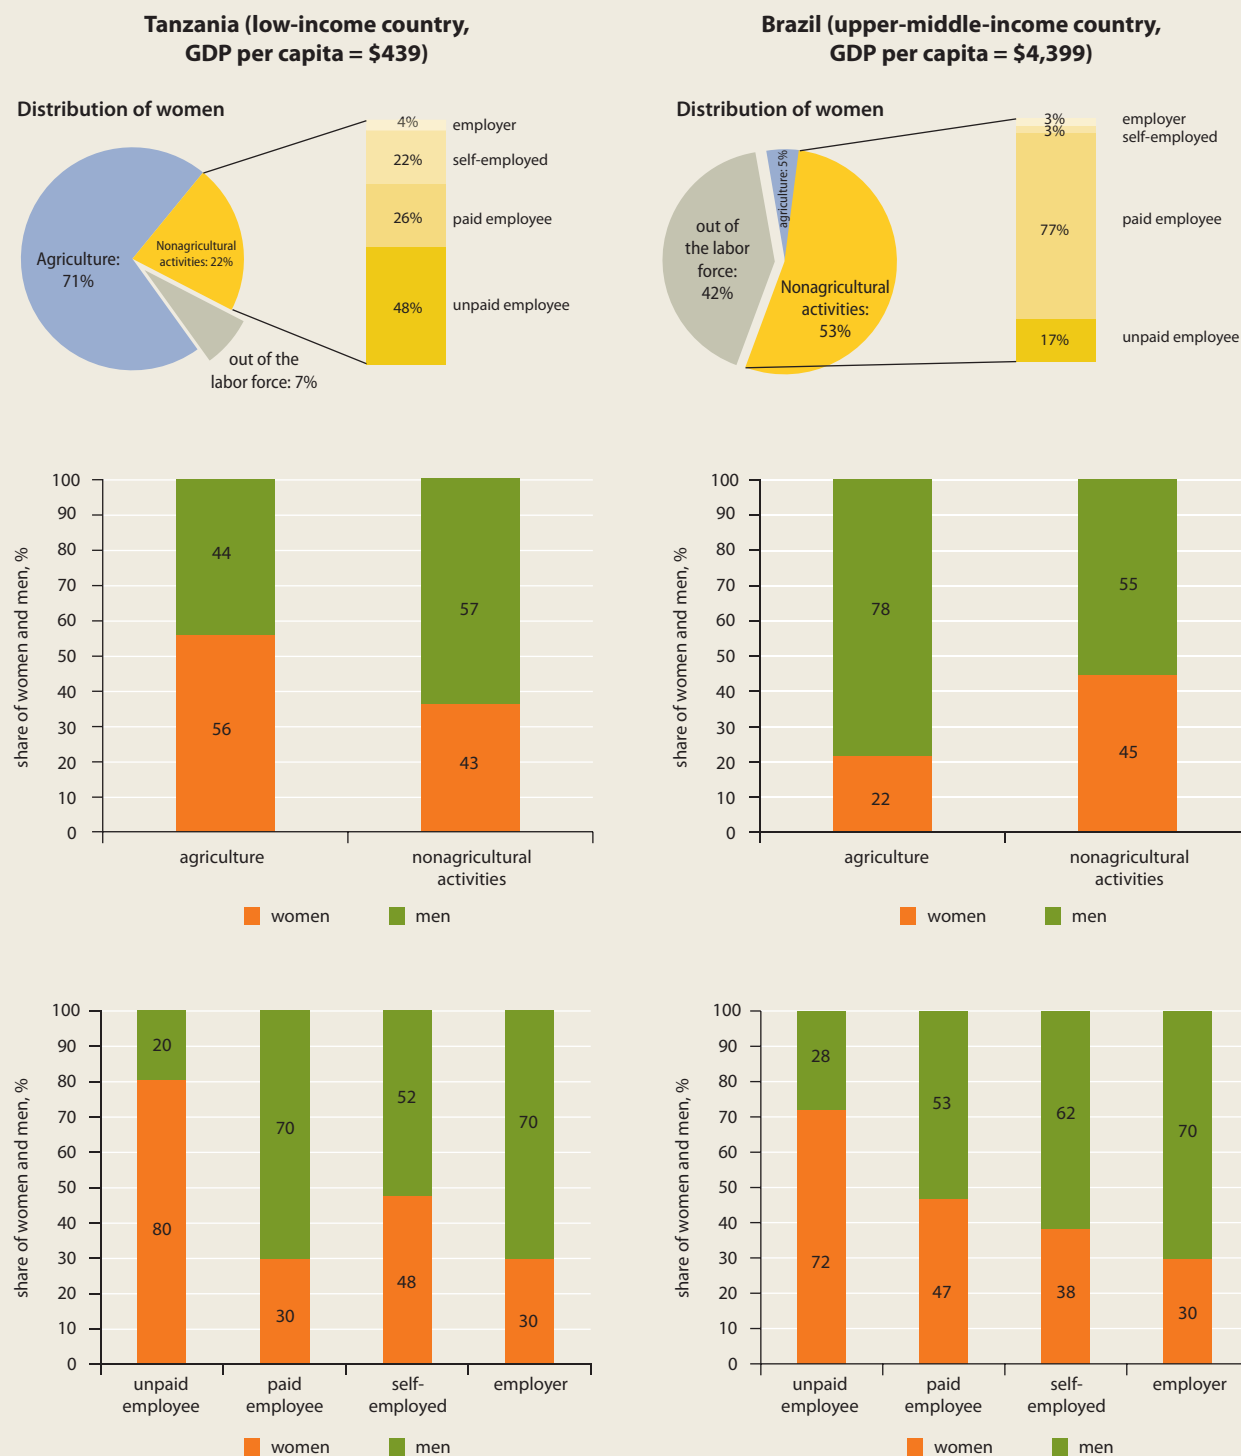 Tanzania (low-income country,
GDP per capita = $439)
Distribution of women
Agriculture:
71%
Nonagricultural
activities: 22%
out of the
labor force: 7%
4%
employer
22%
self-employed
26%
paid employee
48%
unpaid employee
Brazil (upper-middle-income country,
GDP per capita = $4,399)
Distribution of women
out of
the labor
force:
42%
agriculture: 5%
Nonagricultural
activities:
53%
3%
employer
3%
self-employed
77%
paid employee
17%
unpaid employee
share of women and men, %
100
90
80
70
60
50
40
30
20
10
0
44
56
57
43
agriculture
nonagricultural
activities
women
men
share of women and men, %
100
90
80
70
60
50
40
30
20
10
0
78
22
55
45
agriculture
nonagricultural
activities
women
men
share of women and men, %
100
90
80
70
60
50
40
30
20
10
0
20
80
70
30
52
48
70
30
unpaid
employee
paid
employee
self-
employed
employer
women
men
share of women and men, %
100
90
80
70
60
50
40
30
20
10
0
28
72
53
47
62
38
70
30
unpaid
employee
paid
employee
self-
employed
employer
women
men